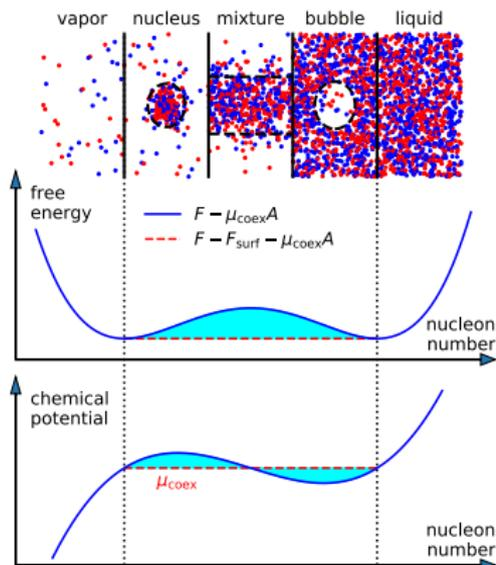 vapor nucleus mixture bubble liquid
free
energy
F − μcoexA
F − Fsurf − μcoexA
nucleon
number
chemical
potential
μcoex
nucleon
number